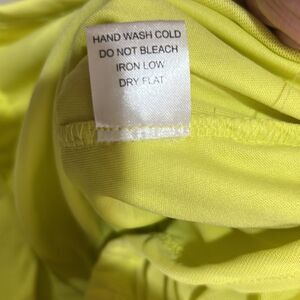 HAND WASH COLD
DO NOT BLEACH
IRON LOW
DRY FLAT